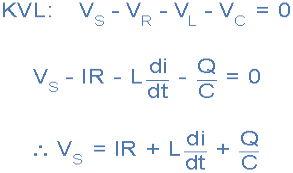 KVL: V_S - V_R - V_L - V_C = 0
V_S - IR - L di/dt - Q/C = 0
∴ V_S = IR + L di/dt + Q/C